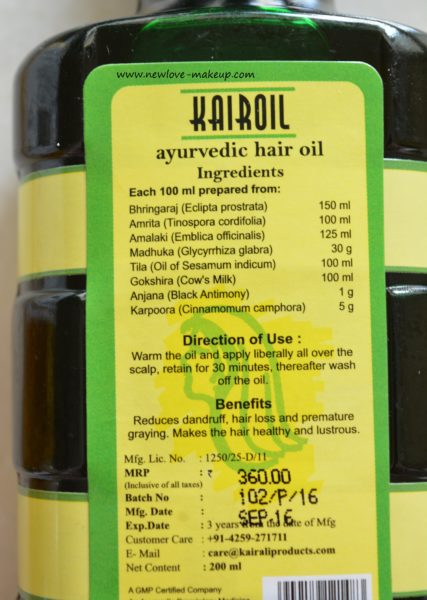 www.newlove-makeup.com
KAIROIL
ayurvedic hair oil
Ingredients
Each 100 ml prepared from:
Bhringaraj (Eclipta prostrata) 150 ml
Amrita (Tinospora cordifolia) 100 ml
Amalaki (Emblica officinalis) 125 ml
Madhuka (Glycyrrhiza glabra) 30 g
Tila (Oil of Sesamum indicum) 100 ml
Gokshira (Cow's Milk) 100 ml
Anjana (Black Antimony) 1 g
Karpoora (Cinnamomum camphora) 5 g
Direction of Use :
Warm the oil and apply liberally all over the
scalp, retain for 30 minutes, thereafter wash
off the oil.
Benefits
Reduces dandruff, hair loss and premature
graying. Makes the hair healthy and lustrous.
Mfg. Lic. No. : 1250/25-D/11
MRP : ₹ 360.00
(Inclusive of all taxes)
Batch No : 102/P/16
Mfg. Date : SEP.16
Exp.Date : 3 years from the date of Mfg
Customer Care : +91-4259-271711
E- Mail : care@kairaliproducts.com
Net Content : 200 ml
A GMP Certified Company